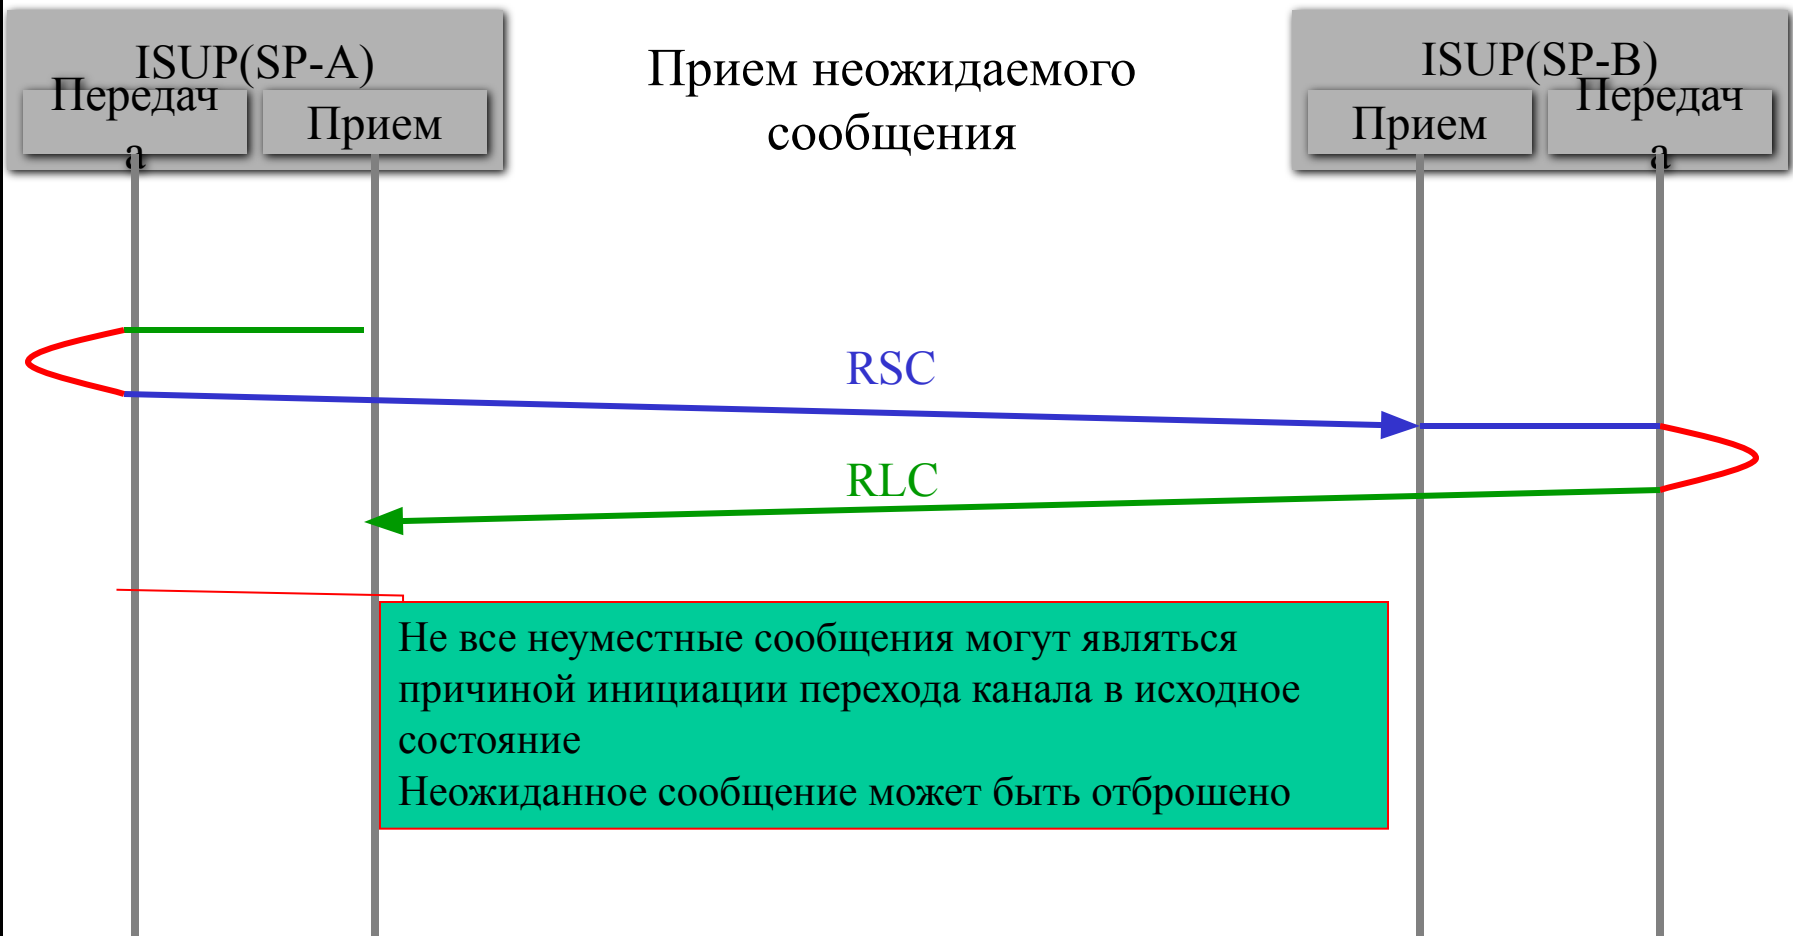 ISUP(SP-A)
Передач
а
Прием
Прием неожидаемого
сообщения
ISUP(SP-B)
Прием
Передач
а
RSC
RLC
Не все неуместные сообщения могут являться
причиной инициации перехода канала в исходное
состояние
Неожиданное сообщение может быть отброшено